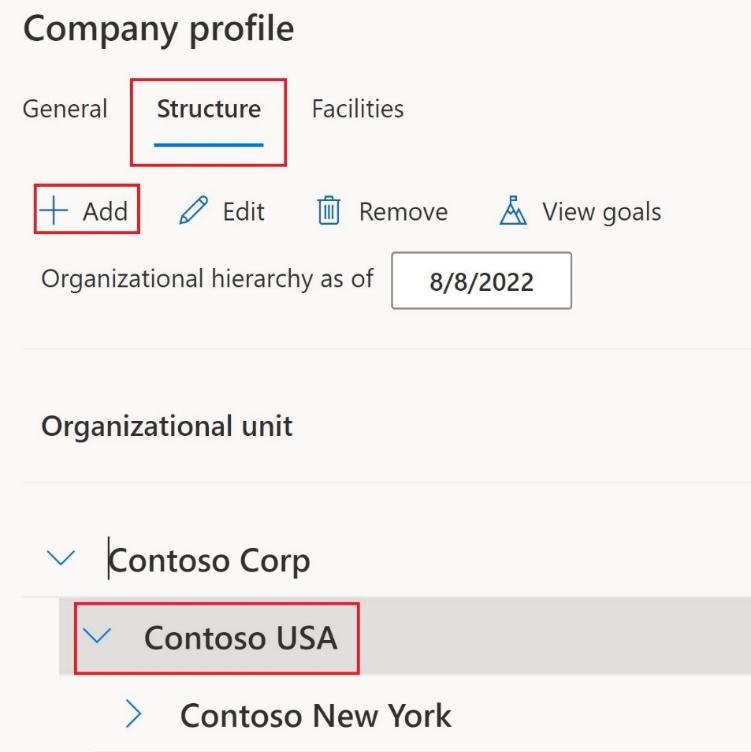 Company profile
General Structure Facilities
Add Edit Remove View goals
Organizational hierarchy as of 8/8/2022
Organizational unit
Contoso Corp
Contoso USA
Contoso New York